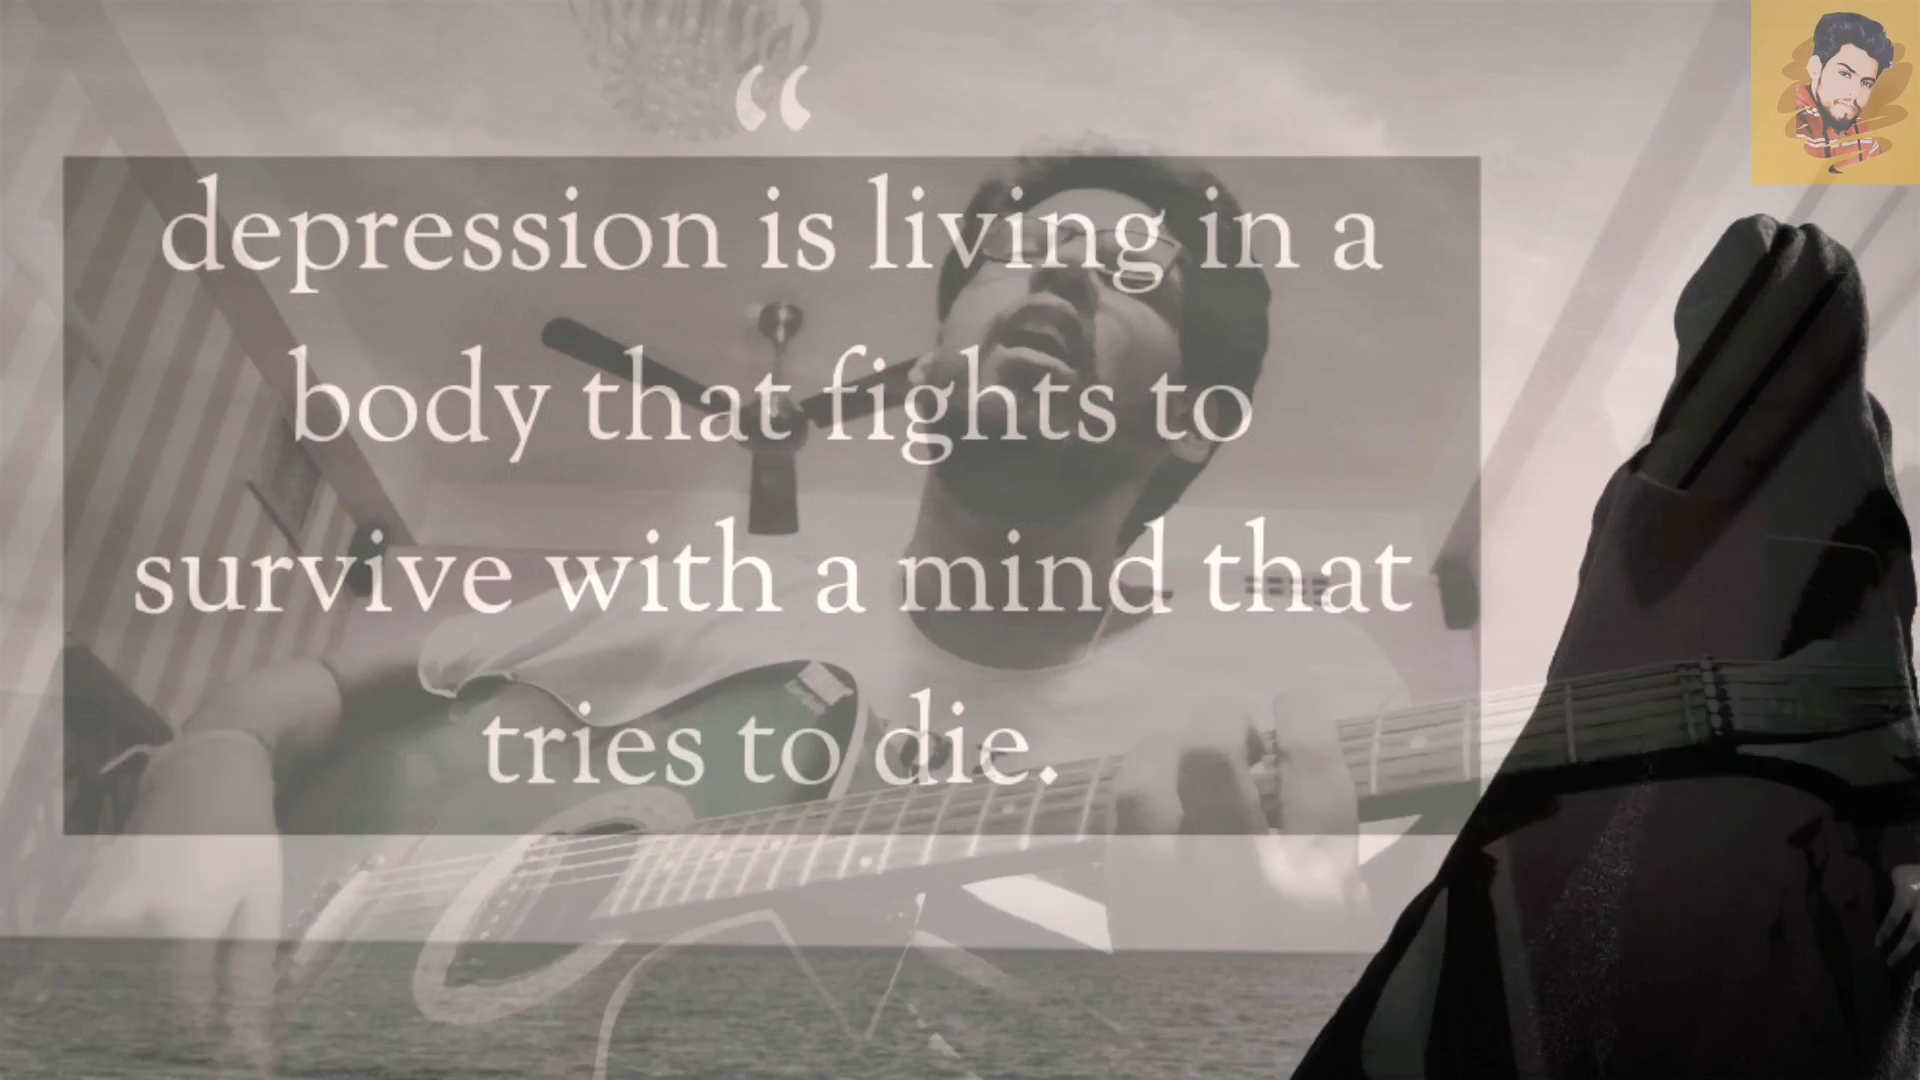 “
depression is living in a
body that fights to
survive with a mind that
tries to die.